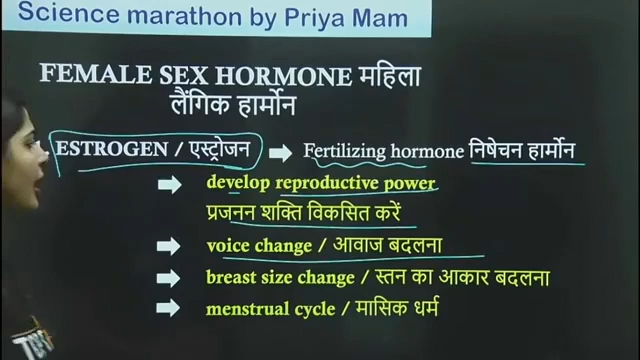 Science marathon by Priya Mam
FEMALE SEX HORMONE महिला
लैंगिक हार्मोन
ESTROGEN / एस्ट्रोजन ➡ Fertilizing hormone निषेचन हार्मोन
➡ develop reproductive power
प्रजनन शक्ति विकसित करें
➡ voice change / आवाज बदलना
➡ breast size change / स्तन का आकार बदलना
➡ menstrual cycle / मासिक धर्म